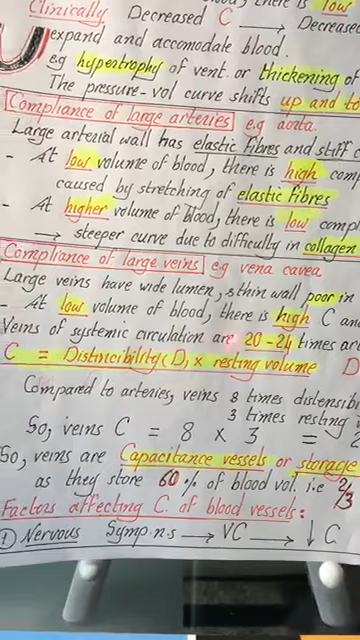 there is low
Clinically Decreased C → Decreased
expand and accomodate blood.
eg hypertrophy of vent. or thickening of
The pressure-vol curve shifts up and to
Compliance of large arteries e.g aorta.
Large arterial wall has elastic fibres and stiff c
- At low volume of blood, there is high comp
caused by stretching of elastic fibres
- At higher volume of blood, there is low compl
→ steeper curve due to difficulty in collagen
Compliance of large veins eg vena cavea
Large veins have wide lumen, & thin wall poor in
- At low volume of blood, there is high C an
Veins of systemic circulation are 20-24 times
C = Distincibility (D) x resting volume D
Compared to arteries, veins 8 times distensib
3 times resting
So, veins C = 8 x 3 = 2
So, veins are Capacitance vessels or storage
as they store 60% of blood vol. i.e 2/3
Factors affecting C. of blood vessels:
① Nervous Symp. n.s → VC → ↓ C